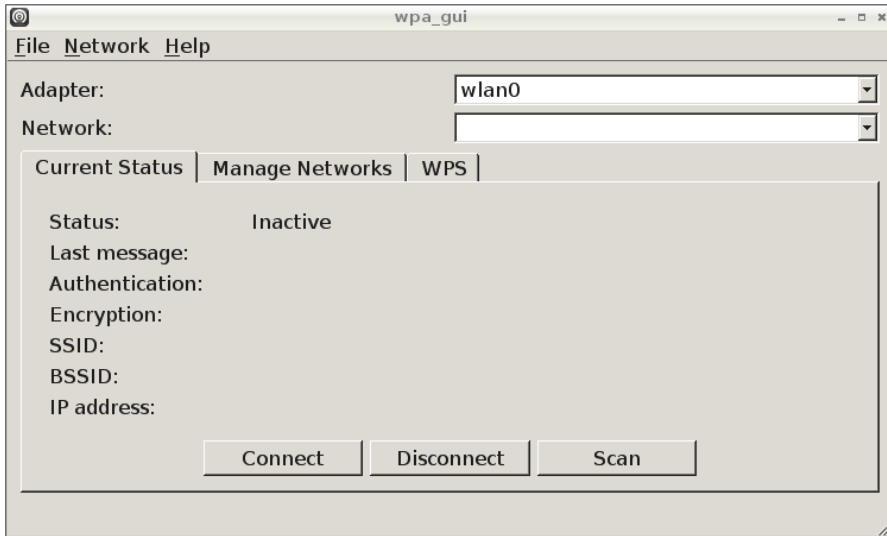 wpa_gui
File Network Help
Adapter: wlan0
Network:
Current Status Manage Networks WPS
Status: Inactive
Last message:
Authentication:
Encryption:
SSID:
BSSID:
IP address:
Connect Disconnect Scan